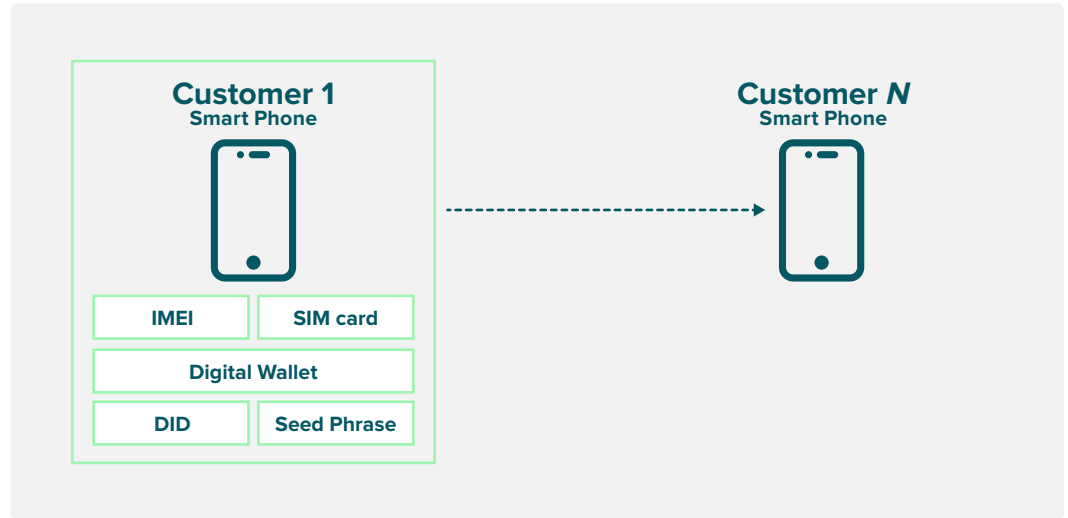 Customer 1
Smart Phone
Customer N
Smart Phone
IMEI
SIM card
Digital Wallet
DID
Seed Phrase